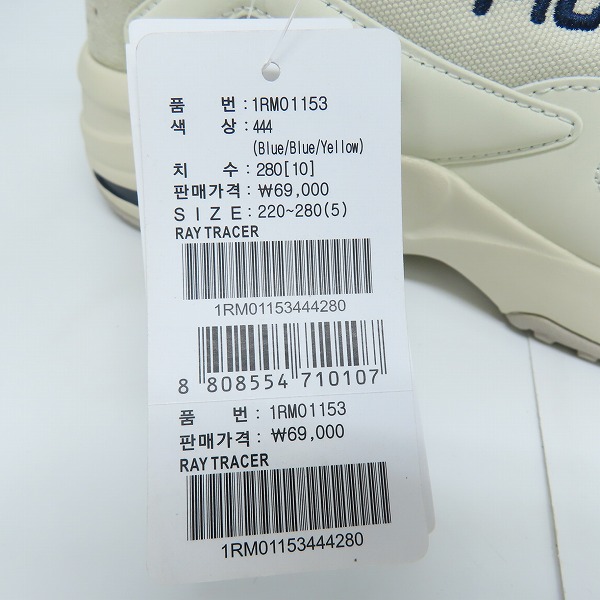 품 번 : 1RM01153
색 상 : 444
(Blue/Blue/Yellow)
치 수 : 280[10]
판매가격 : ₩69,000
SIZE : 220~280(5)
RAY TRACER
1RM01153444280
8 808554 710107
품 번 : 1RM01153
판매가격 : ₩69,000
RAY TRACER
1RM01153444280